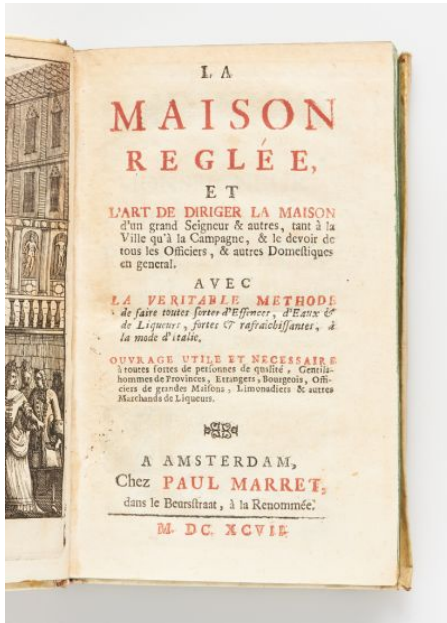 LA
MAISON
REGLÉE,
ET
L'ART DE DIRIGER LA MAISON
d'un grand Seigneur & autres, tant à la
Ville qu'à la Campagne, & le devoir de
tous les Officiers, & autres Domeſtiques
en general.
AVEC
LA VERITABLE METHODE
de faire toutes ſortes d'Eſſences, d'Eaux &
de Liqueurs, fortes & rafraichiſſantes, à
la mode d'Italie.
OUVRAGE UTILE ET NECESSAIRE
à toutes ſortes de perſonnes de qualité, Gentils-
hommes de Provinces, Etrangers, Bourgeois, Offi-
ciers de grandes Maiſons, Limonadiers & autres
Marchands de Liqueurs.
A AMSTERDAM,
Chez PAUL MARRET,
dans le Beursſtraat, à la Renommée.
M. DC. XCVII.